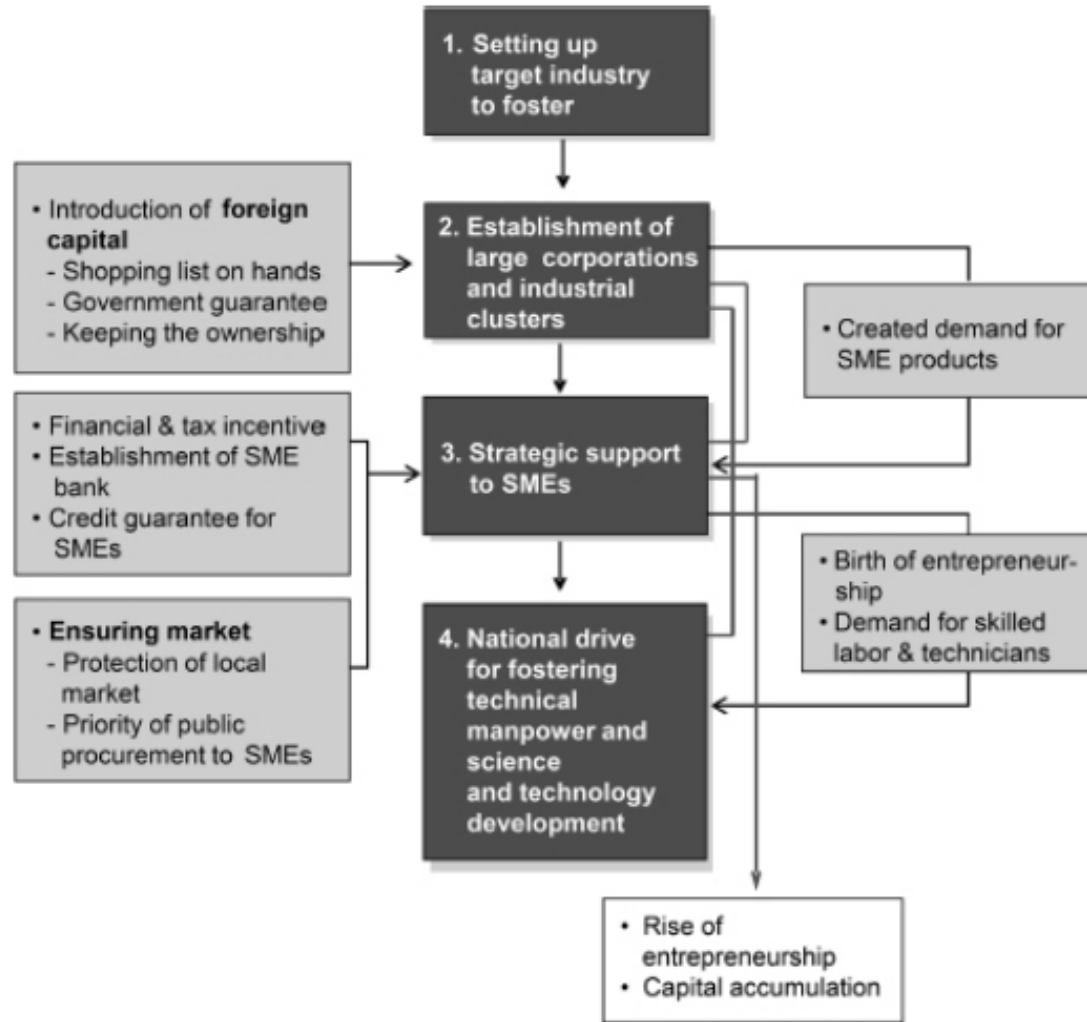 1. Setting up
target industry
to foster
• Introduction of foreign
capital
- Shopping list on hands
- Government guarantee
- Keeping the ownership
2. Establishment of
large corporations
and industrial
clusters
• Created demand for
SME products
• Financial & tax incentive
• Establishment of SME
bank
• Credit guarantee for
SMEs
3. Strategic support
to SMEs
• Ensuring market
- Protection of local
market
- Priority of public
procurement to SMEs
4. National drive
for fostering
technical
manpower and
science
and technology
development
• Birth of entrepreneur-
ship
• Demand for skilled
labor & technicians
• Rise of
entrepreneurship
• Capital accumulation